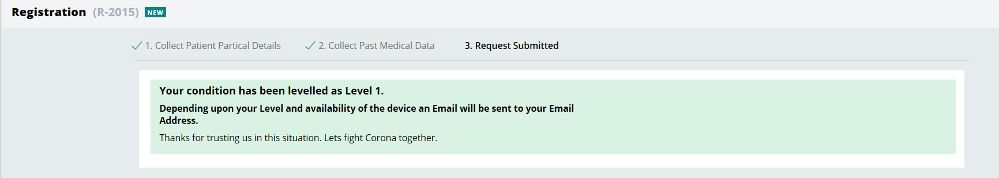 Registration (R-2015) NEW
1. Collect Patient Partical Details 2. Collect Past Medical Data 3. Request Submitted
Your condition has been levelled as Level 1.
Depending upon your Level and availability of the device an Email will be sent to your Email
Address.
Thanks for trusting us in this situation. Lets fight Corona together.